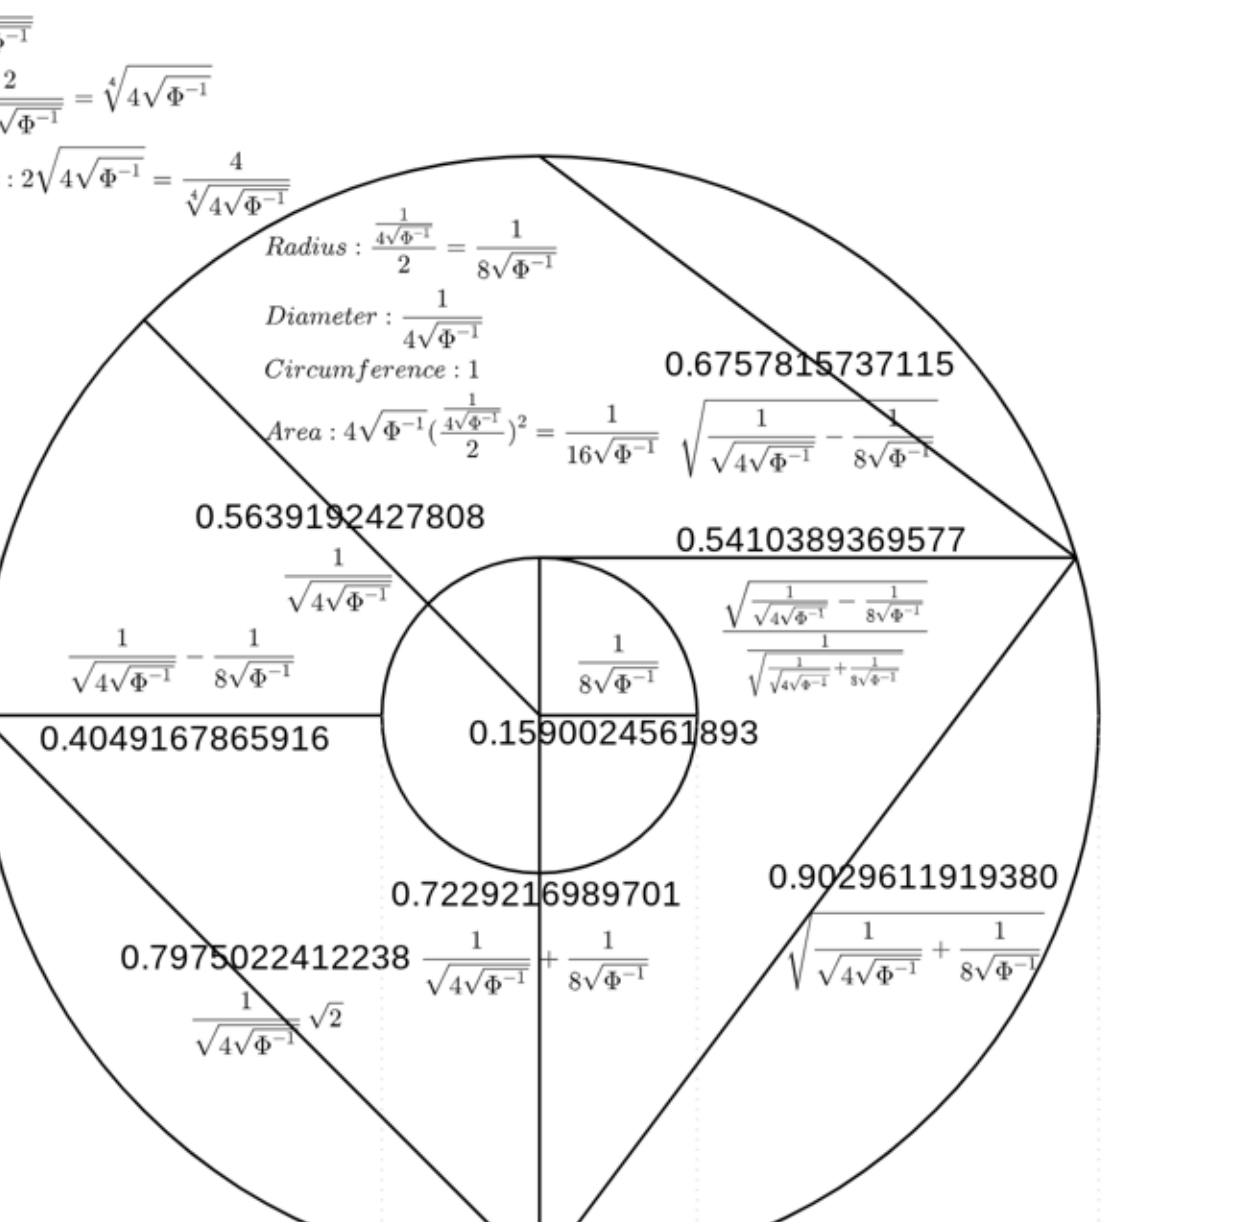 Φ⁻¹
2/√Φ⁻¹ = ∜(4√Φ⁻¹)
: 2√(4√Φ⁻¹) = 4/∜(4√Φ⁻¹)
Radius : (1/(4√Φ⁻¹))/2 = 1/(8√Φ⁻¹)
Diameter : 1/(4√Φ⁻¹)
Circumference : 1
Area : 4√Φ⁻¹((1/(4√Φ⁻¹))/2)² = 1/(16√Φ⁻¹)
0.6757815737115
√(1/√(4√Φ⁻¹) − 1/(8√Φ⁻¹))
0.5639192427808
1/√(4√Φ⁻¹)
0.5410389369577
√(1/√(4√Φ⁻¹) − 1/(8√Φ⁻¹))/(1/√(1/√(4√Φ⁻¹) + 1/(8√Φ⁻¹)))
1/√(4√Φ⁻¹) − 1/(8√Φ⁻¹)
0.4049167865916
1/(8√Φ⁻¹)
0.1590024561893
0.7229216989701
1/√(4√Φ⁻¹) + 1/(8√Φ⁻¹)
0.9029611919380
√(1/√(4√Φ⁻¹) + 1/(8√Φ⁻¹))
0.7975022412238
1/√(4√Φ⁻¹) √2